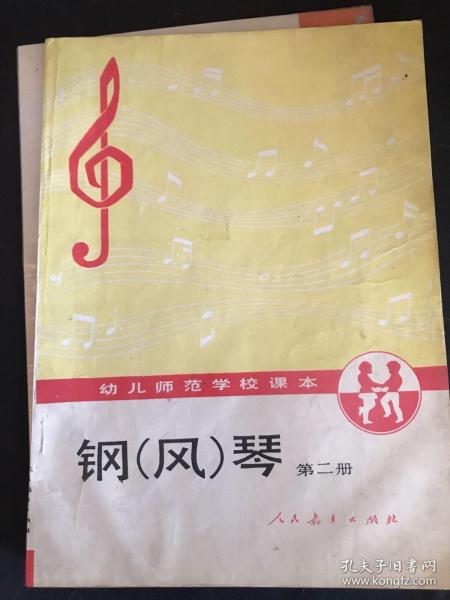 幼儿师范学校课本
钢(风)琴 第二册
人民教育出版社
孔夫子旧书网
www.kongfz.com